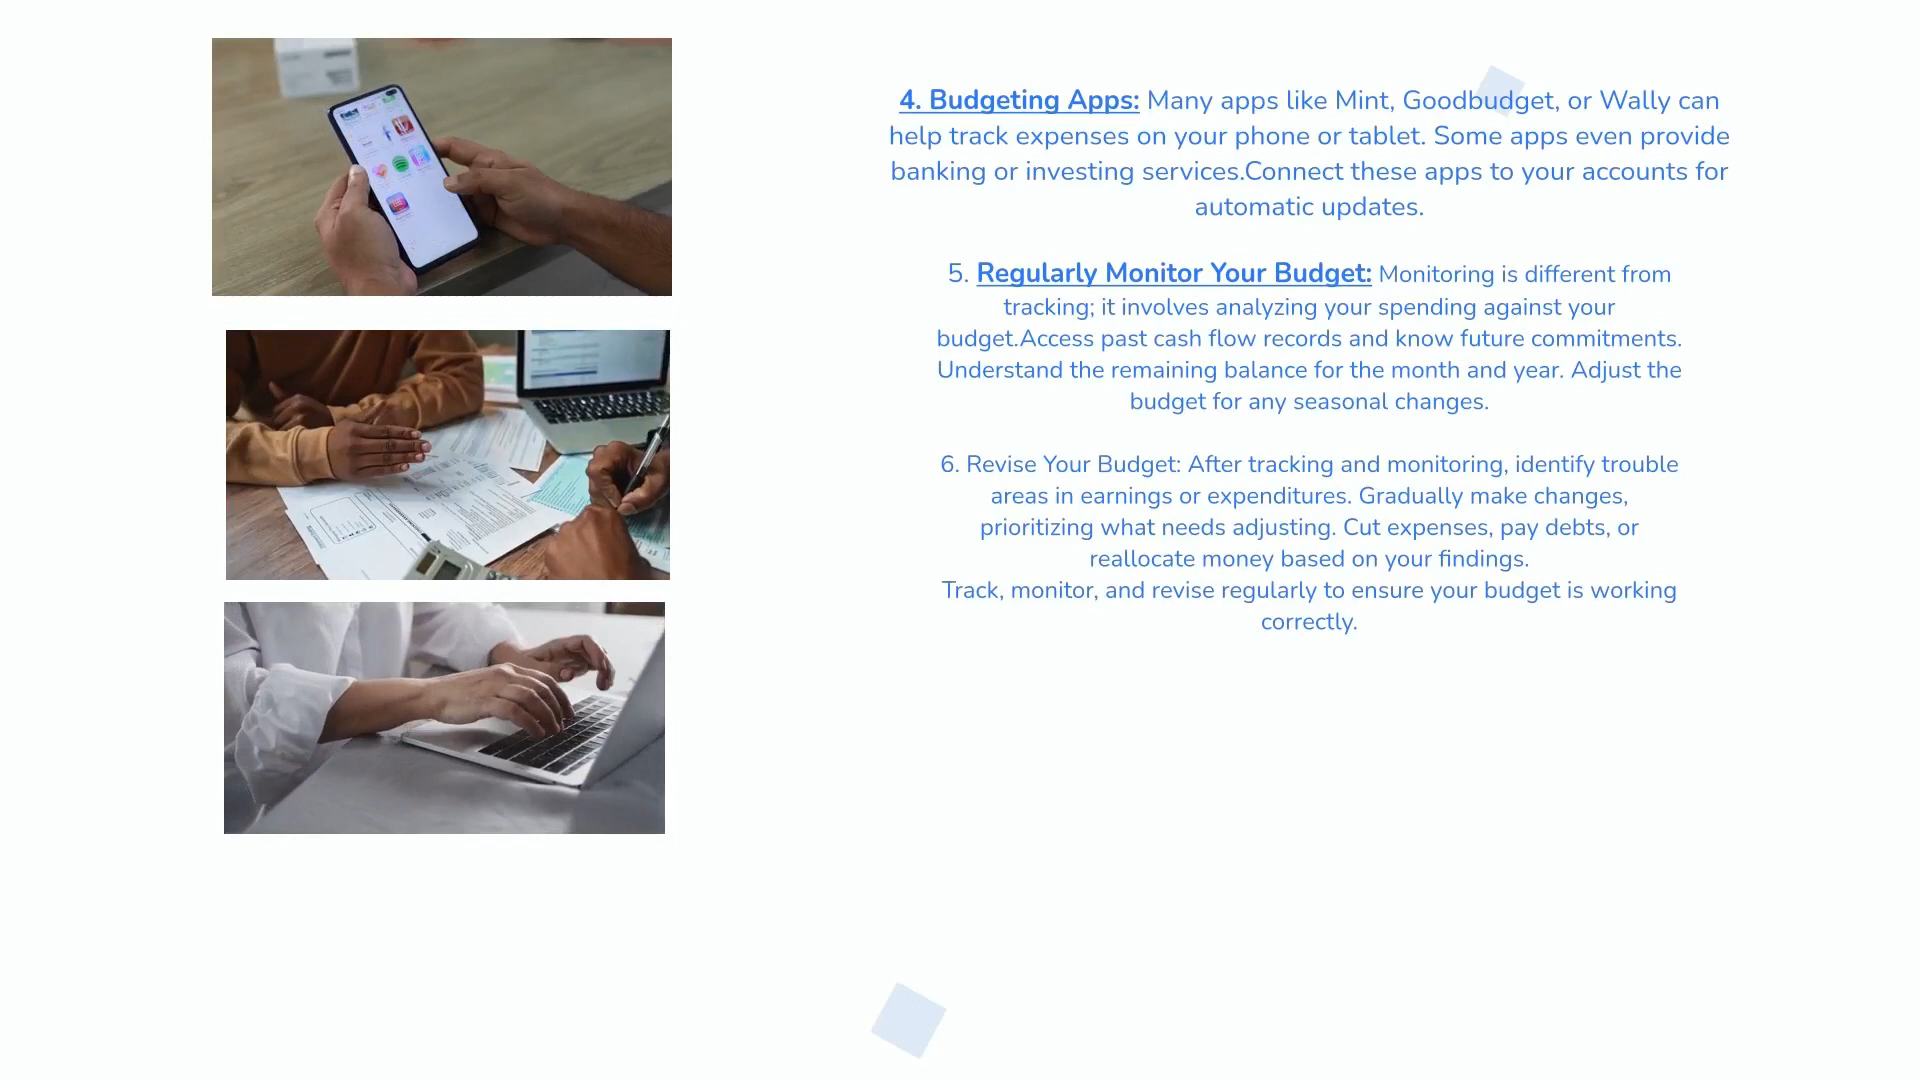 4. Budgeting Apps: Many apps like Mint, Goodbudget, or Wally can
help track expenses on your phone or tablet. Some apps even provide
banking or investing services.Connect these apps to your accounts for
automatic updates.
5. Regularly Monitor Your Budget: Monitoring is different from
tracking; it involves analyzing your spending against your
budget.Access past cash flow records and know future commitments.
Understand the remaining balance for the month and year. Adjust the
budget for any seasonal changes.
6. Revise Your Budget: After tracking and monitoring, identify trouble
areas in earnings or expenditures. Gradually make changes,
prioritizing what needs adjusting. Cut expenses, pay debts, or
reallocate money based on your findings.
Track, monitor, and revise regularly to ensure your budget is working
correctly.